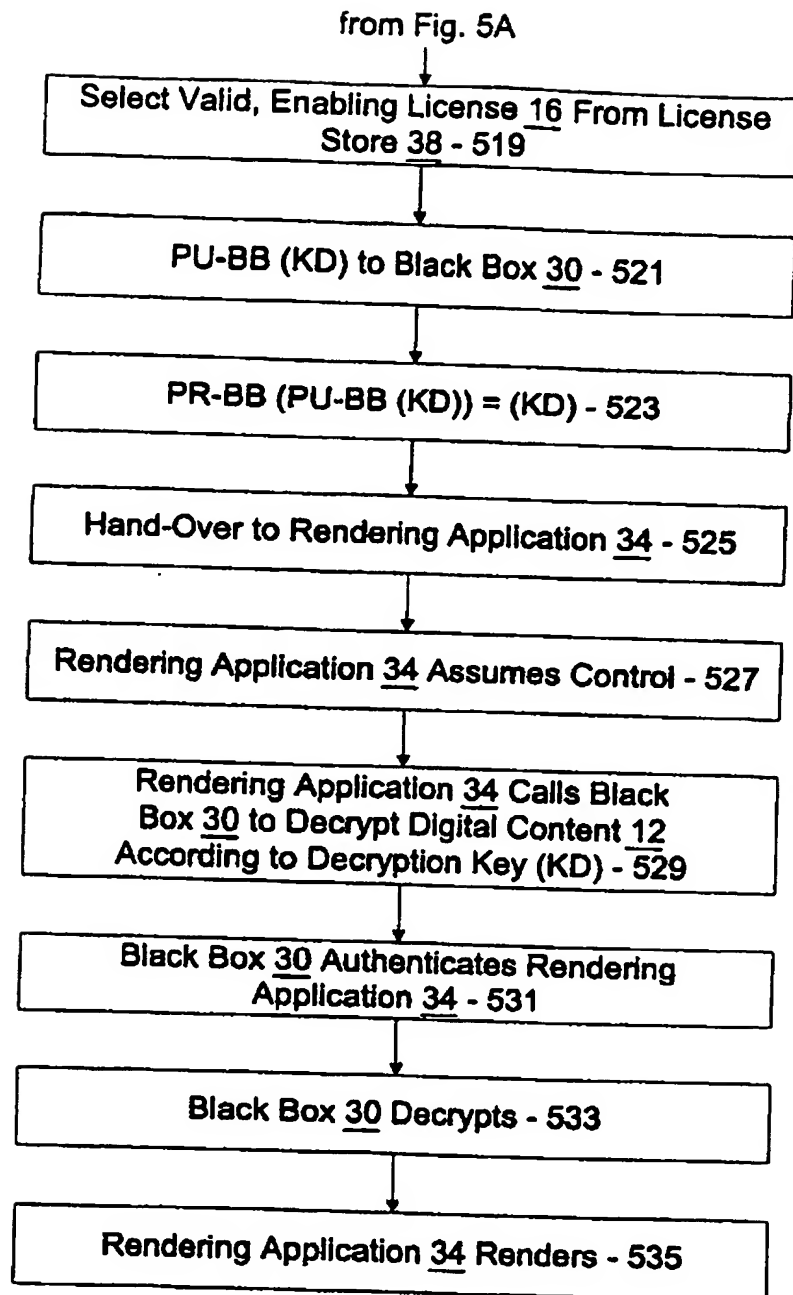 from Fig. 5A
Select Valid, Enabling License 16 From License
Store 38 - 519
PU-BB (KD) to Black Box 30 - 521
PR-BB (PU-BB (KD)) = (KD) - 523
Hand-Over to Rendering Application 34 - 525
Rendering Application 34 Assumes Control - 527
Rendering Application 34 Calls Black
Box 30 to Decrypt Digital Content 12
According to Decryption Key (KD) - 529
Black Box 30 Authenticates Rendering
Application 34 - 531
Black Box 30 Decrypts - 533
Rendering Application 34 Renders - 535